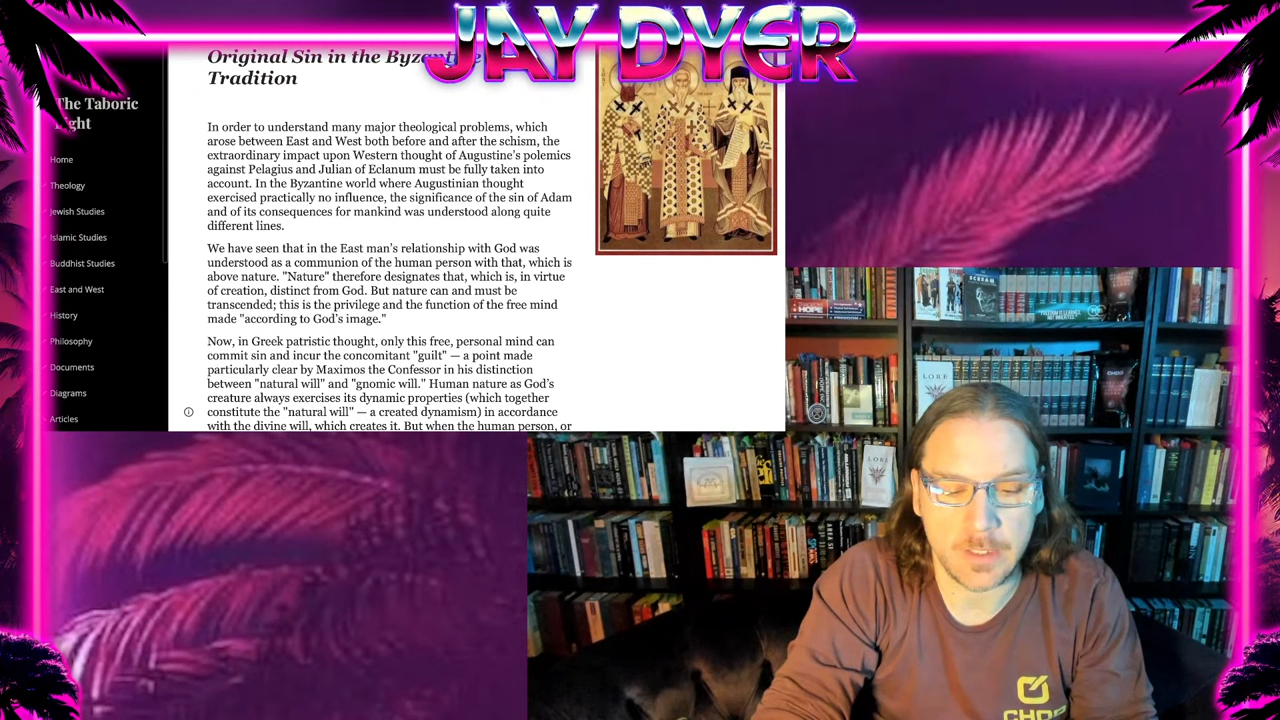 JAY DYER
Original Sin in the Byzantine
Tradition
The Taboric
Light
Home
Theology
Jewish Studies
Islamic Studies
Buddhist Studies
East and West
History
Philosophy
Documents
Diagrams
Articles
In order to understand many major theological problems, which
arose between East and West both before and after the schism, the
extraordinary impact upon Western thought of Augustine's polemics
against Pelagius and Julian of Eclanum must be fully taken into
account. In the Byzantine world where Augustinian thought
exercised practically no influence, the significance of the sin of Adam
and of its consequences for mankind was understood along quite
different lines.
We have seen that in the East man's relationship with God was
understood as a communion of the human person with that, which is
above nature. "Nature" therefore designates that, which is, in virtue
of creation, distinct from God. But nature can and must be
transcended; this is the privilege and the function of the free mind
made "according to God's image."
Now, in Greek patristic thought, only this free, personal mind can
commit sin and incur the concomitant "guilt" — a point made
particularly clear by Maximos the Confessor in his distinction
between "natural will" and "gnomic will." Human nature as God's
creature always exercises its dynamic properties (which together
constitute the "natural will" — a created dynamism) in accordance
with the divine will, which creates it. But when the human person, or
HOPE
LORE
LORE
CHOQ